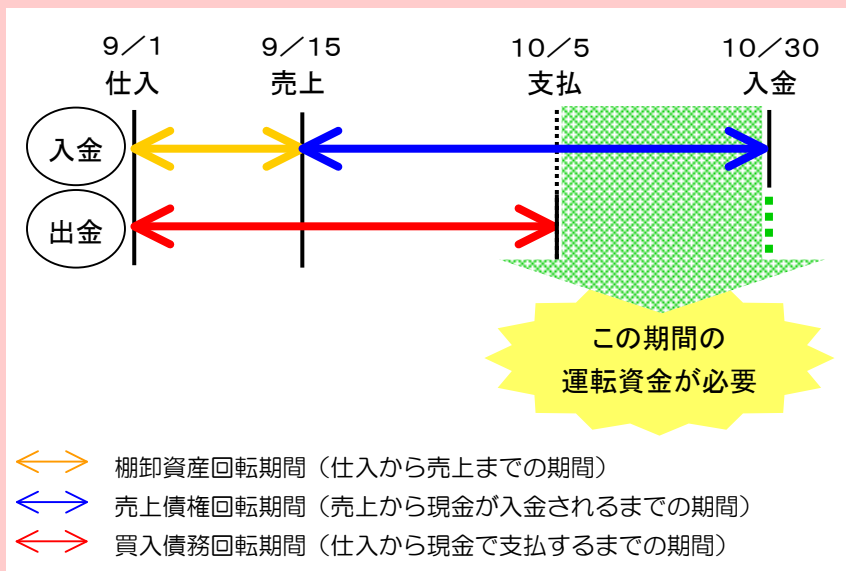 9／1 9／15 10／5 10／30
仕入 売上 支払 入金
入金
出金
この期間の
運転資金が必要
棚卸資産回転期間（仕入から売上までの期間）
売上債権回転期間（売上から現金が入金されるまでの期間）
買入債務回転期間（仕入から現金で支払するまでの期間）